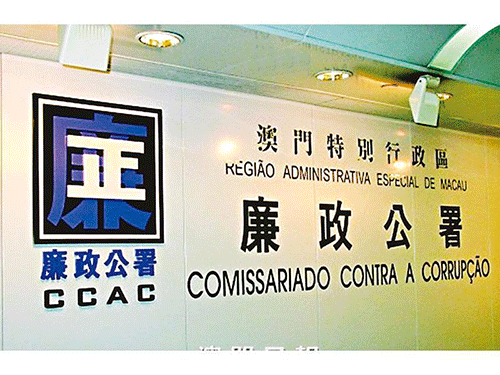 廉
正
廉政公署
CCAC
澳門特別行政區
REGIÃO ADMINISTRATIVA ESPECIAL DE MACAU
廉政公署
COMISSARIADO CONTRA A CORRUPÇÃO